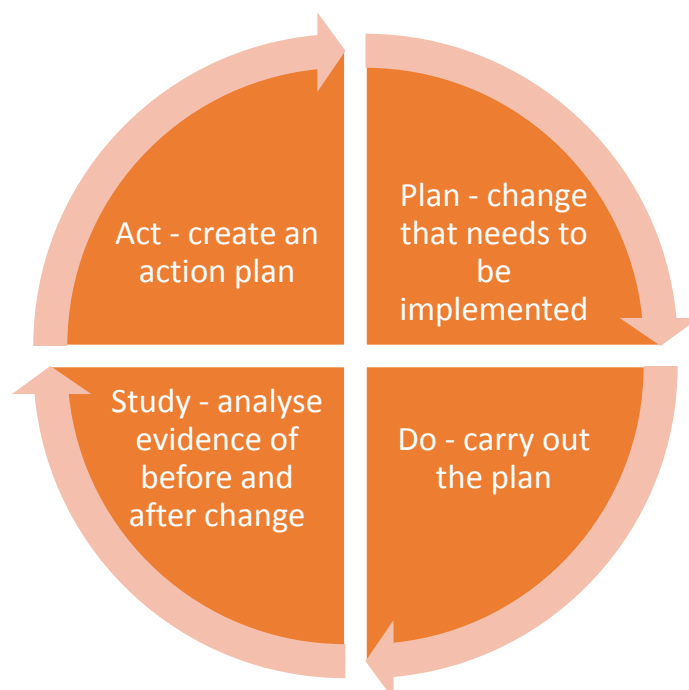 Act - create an
action plan
Plan - change
that needs to
be
implemented
Study - analyse
evidence of
before and
after change
Do - carry out
the plan